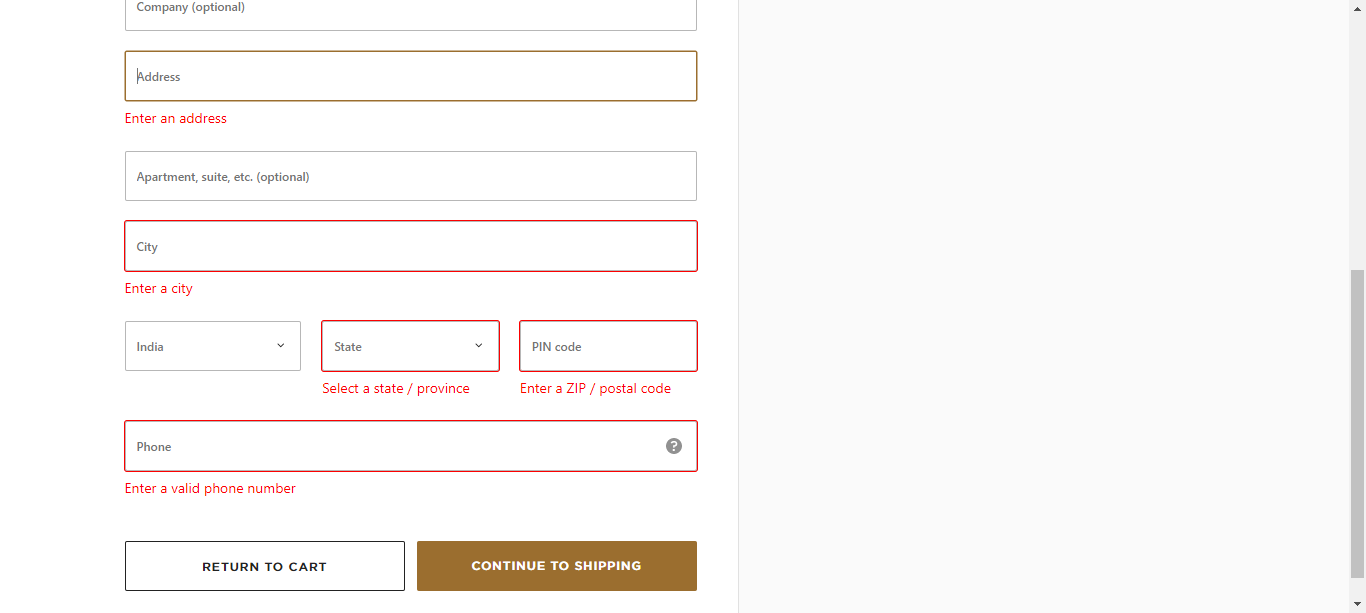 Company (optional)
Address
Enter an address
Apartment, suite, etc. (optional)
City
Enter a city
India
State
PIN code
Select a state / province
Enter a ZIP / postal code
Phone
?
Enter a valid phone number
RETURN TO CART
CONTINUE TO SHIPPING